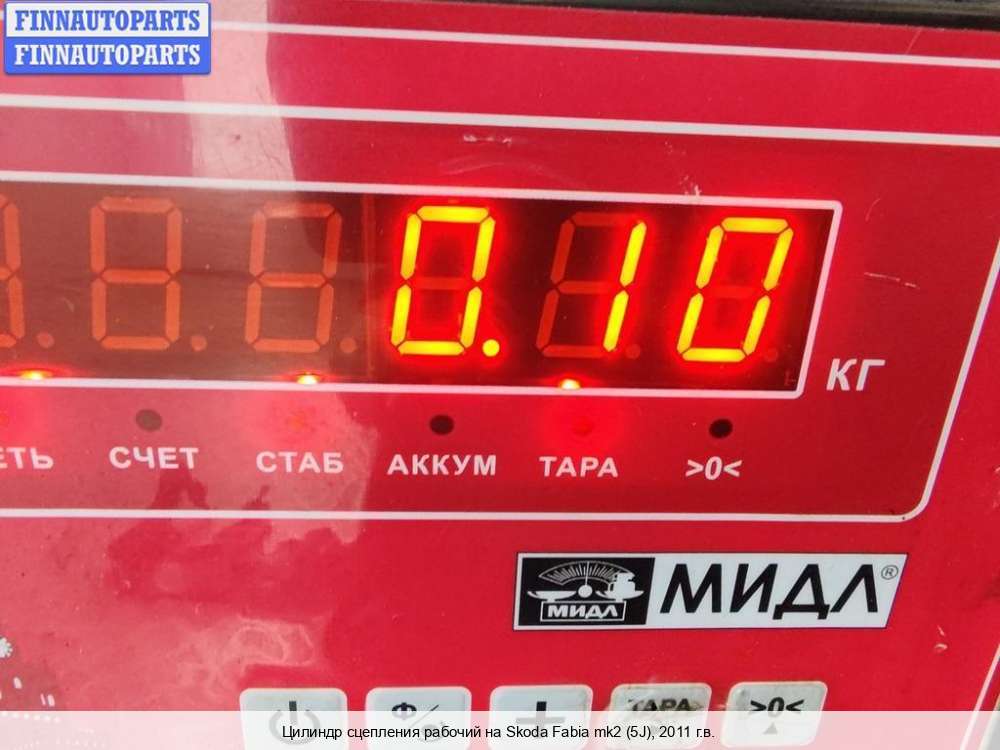 FINNAUTOPARTS
FINNAUTOPARTS
0.10
КГ
СЧЕТ СТАБ АККУМ ТАРА >0<
МИДЛ МИДЛ®
ТАРА >0<
Цилиндр сцепления рабочий на Skoda Fabia mk2 (5J), 2011 г.в.